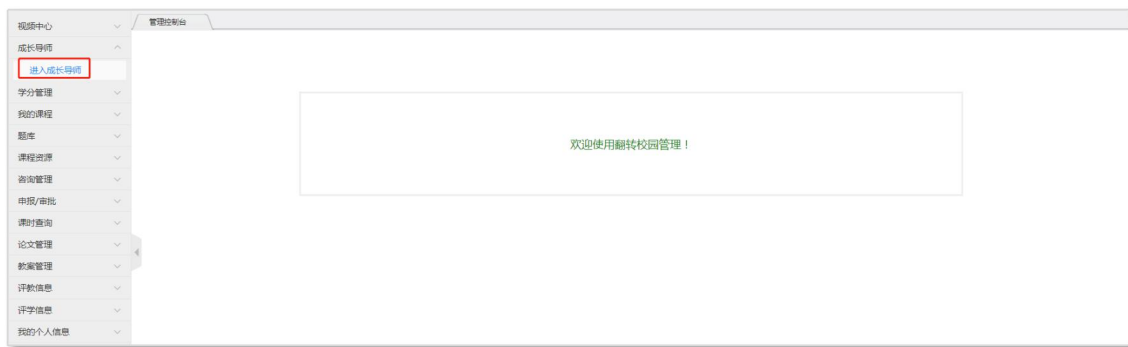 管理控制台
视频中心
成长导师
进入成长导师
学分管理
我的课程
题库
课程资源
咨询管理
申报/审批
课时查询
论文管理
教案管理
评教信息
评学信息
我的个人信息
欢迎使用翻转校园管理！